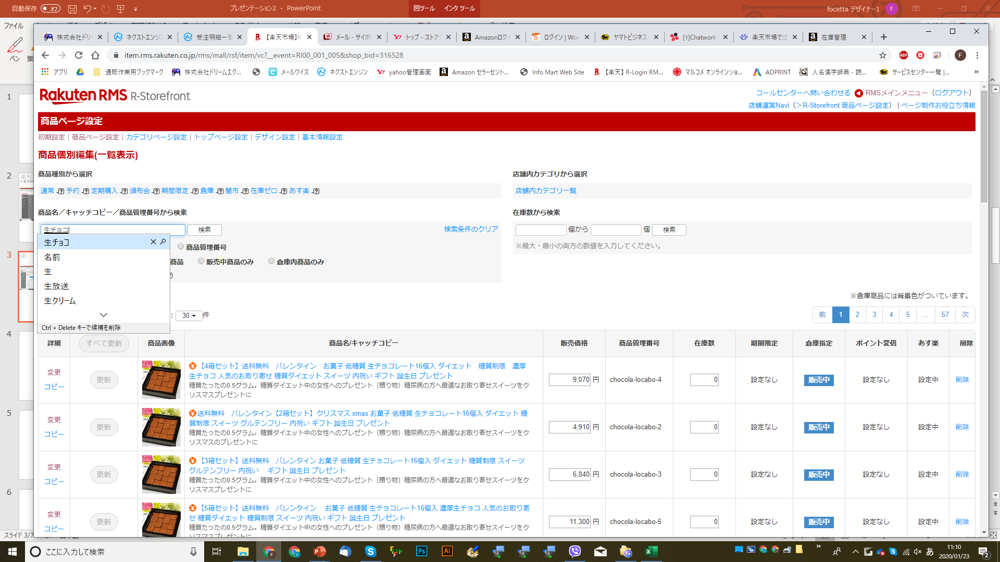 自動保存 オフ プレゼンテーション2 - PowerPoint 図ツール インク ツール focetta デザイナー1 F
ファイル
株式会社ドリー ネクストエンジン 受注明細一覧 【楽天市場】R メール - サイボウ トップ - ストアク Amazonログイ ログイン | Wov ヤマトビジネス [1]Chatwork 楽天市場で注 在庫管理
item.rms.rakuten.co.jp/rms/mall/rsf/item/vc?__event=RI00_001_005&shop_bid=316528
アプリ 通販作業用ブックマーク 株式会社ドリームエク... メールワイズ ネクストエンジン yahoo管理画面 Amazon セラーセント... Info Mart Web Site 【楽天】 R-Login RM... マルコメ オンラインショ... ADPRINT 人名漢字辞典 - 読... サービスセンター一覧 |...
ペン
Rakuten RMS R-Storefront
コールセンターへ問い合わせる RMSメインメニュー（ログアウト）
店舗運営Navi（＞R-Storefront 商品ページ設定） | ページ制作お役立ち情報
商品ページ設定
初期設定 | 商品ページ設定 | カテゴリページ設定 | トップページ設定 | デザイン設定 | 基本情報設定
商品個別編集(一覧表示)
商品種別から選択
通常 予約 定期購入 頒布会 期間限定 倉庫 闇市 在庫ゼロ あす楽
店舗内カテゴリから選択
店舗内カテゴリ一覧
商品名／キャッチコピー／商品管理番号から検索
生チョコ 検索 検索条件のクリア
商品管理番号
商品 販売中商品のみ 倉庫内商品のみ
在庫数から検索
個から 個 検索
※最大・最小の両方の数値を入力してください。
生チョコ
名前
生
生放送
生クリーム
Ctrl + Delete キーで候補を削除
※倉庫商品には背景色がついています。
: 30 件
前 1 2 3 4 5 ... 57 次
詳細 すべて更新 商品画像 商品名/キャッチコピー 販売価格 商品管理番号 在庫数 期間限定 倉庫指定 ポイント変倍 あす楽 削除
変更
コピー
更新
【4箱セット】送料無料　バレンタイン　お菓子 低糖質 生チョコレート16個入 ダイエット　糖質制限　濃厚
生チョコ 人気のお取り寄せ 糖質ダイエット スイーツ 内祝い ギフト 誕生日 プレゼント
糖質たったの0.5グラム。糖質ダイエット中の女性へのプレゼント（贈り物）糖尿病の方へ最適なお取り寄せスイーツをク
リスマスプレゼントに
9,070 円 chocola-locabo-4 0 設定なし 販売中 設定なし 設定中 削除
変更
コピー
更新
送料無料　バレンタイン【2箱セット】クリスマス xmas お菓子 低糖質 生チョコレート16個入 ダイエット 糖
質制限 スイーツ グルテンフリー 内祝い ギフト 誕生日 プレゼント
糖質たったの0.5グラム。糖質ダイエット中の女性へのプレゼント（贈り物）糖尿病の方へ最適なお取り寄せスイーツをク
リスマスのプレゼントに
4,910 円 chocola-locabo-2 0 設定なし 販売中 設定なし 設定中 削除
変更
コピー
更新
【3箱セット】送料無料　バレンタイン お菓子 低糖質 生チョコレート16個入 ダイエット 糖質制限 スイーツ
グルテンフリー 内祝い　ギフト 誕生日 プレゼント
糖質たったの0.5グラム。糖質ダイエット中の女性へのプレゼント（贈り物）糖尿病の方へ最適なお取り寄せスイーツをク
リスマスプレゼントに
6,840 円 chocola-locabo-3 0 設定なし 販売中 設定なし 設定中 削除
変更
コピー
更新
【5箱セット】送料無料　バレンタイン　お菓子 低糖質 生チョコレート16個入 濃厚生チョコ 人気のお取り寄
せ 糖質ダイエット 糖質制限 スイーツ 内祝い ギフト 誕生日 プレゼント
糖質たったの0.5グラム。糖質ダイエット中の女性へのプレゼント（贈り物）糖尿病の方へ最適なお取り寄せスイーツをク
リスマスプレゼントに
11,300 円 chocola-locabo-5 0 設定なし 販売中 設定なし 設定中 削除
1
2
3
4
5
6
スライド 3/7
ここに入力して検索
あ 11:10
2020/01/23
2